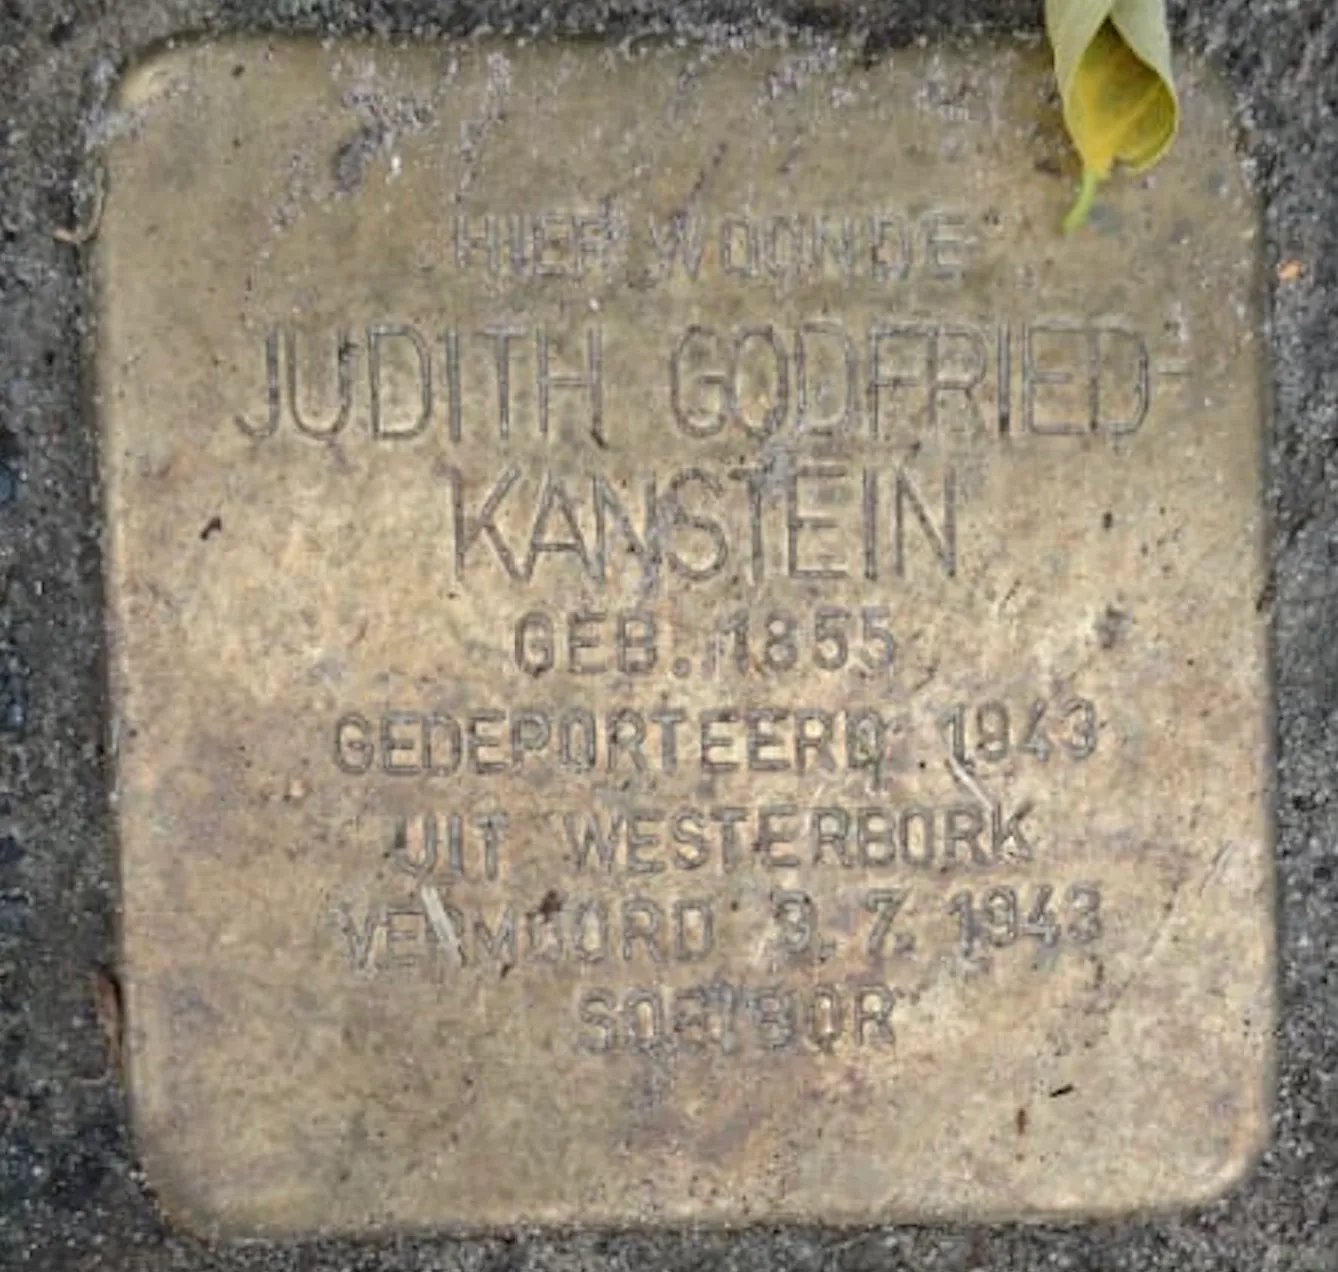 HIER WOONDE
JUDITH GODFRIED-
KANSTEIN
GEB. 1855
GEDEPORTEERD 1943
UIT WESTERBORK
VERMOORD 9.7.1943
SOBIBOR